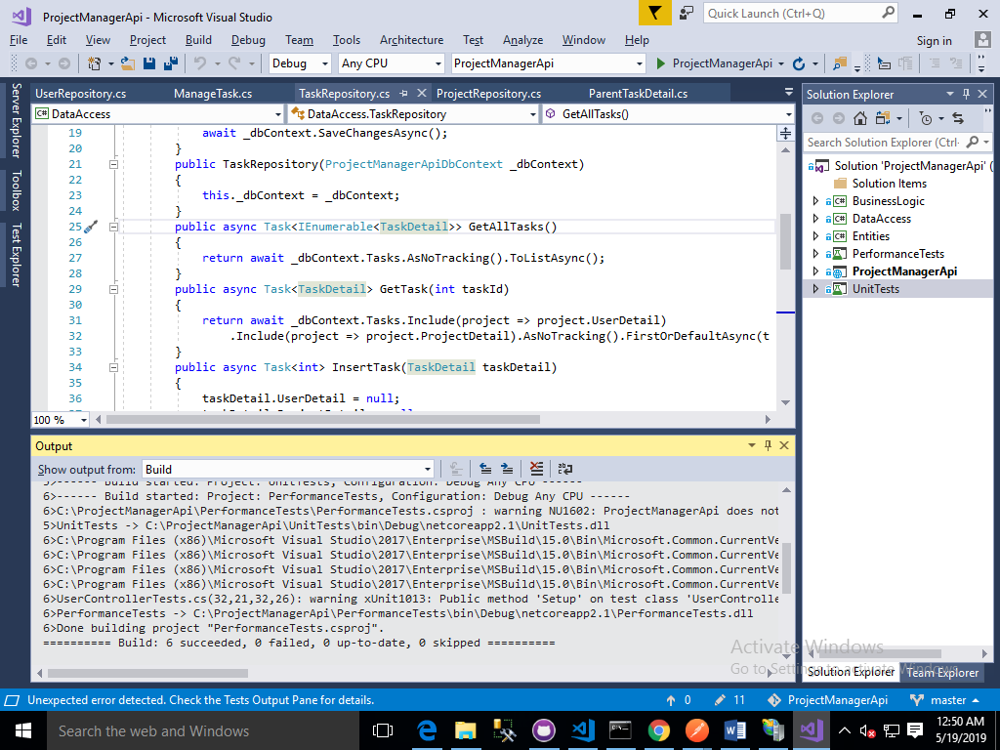 ProjectManagerApi - Microsoft Visual Studio
Quick Launch (Ctrl+Q)
File Edit View Project Build Debug Team Tools Architecture Test Analyze Window Help
Sign in
Debug Any CPU ProjectManagerApi ProjectManagerApi
Server Explorer
Toolbox
Test Explorer
UserRepository.cs ManageTask.cs TaskRepository.cs ProjectRepository.cs ParentTaskDetail.cs
DataAccess DataAccess.TaskRepository GetAllTasks()
19 await _dbContext.SaveChangesAsync();
20 }
21 public TaskRepository(ProjectManagerApiDbContext _dbContext)
22 {
23 this._dbContext = _dbContext;
24 }
25 public async Task<IEnumerable<TaskDetail>> GetAllTasks()
26 {
27 return await _dbContext.Tasks.AsNoTracking().ToListAsync();
28 }
29 public async Task<TaskDetail> GetTask(int taskId)
30 {
31 return await _dbContext.Tasks.Include(project => project.UserDetail)
32 .Include(project => project.ProjectDetail).AsNoTracking().FirstOrDefaultAsync(t
33 }
34 public async Task<int> InsertTask(TaskDetail taskDetail)
35 {
36 taskDetail.UserDetail = null;
100 %
Solution Explorer
Search Solution Explorer (Ctrl-
Solution 'ProjectManagerApi' (
Solution Items
BusinessLogic
DataAccess
Entities
PerformanceTests
ProjectManagerApi
UnitTests
Output
Show output from: Build
5>------ Build started: Project: UnitTests, Configuration: Debug Any CPU ------
6>------ Build started: Project: PerformanceTests, Configuration: Debug Any CPU ------
6>C:\ProjectManagerApi\PerformanceTests\PerformanceTests.csproj : warning NU1602: ProjectManagerApi does not
5>UnitTests -> C:\ProjectManagerApi\UnitTests\bin\Debug\netcoreapp2.1\UnitTests.dll
6>C:\Program Files (x86)\Microsoft Visual Studio\2017\Enterprise\MSBuild\15.0\Bin\Microsoft.Common.CurrentVe
6>C:\Program Files (x86)\Microsoft Visual Studio\2017\Enterprise\MSBuild\15.0\Bin\Microsoft.Common.CurrentVe
6>C:\Program Files (x86)\Microsoft Visual Studio\2017\Enterprise\MSBuild\15.0\Bin\Microsoft.Common.CurrentVe
6>C:\Program Files (x86)\Microsoft Visual Studio\2017\Enterprise\MSBuild\15.0\Bin\Microsoft.Common.CurrentVe
6>UserControllerTests.cs(32,21,32,26): warning xUnit1013: Public method 'Setup' on test class 'UserControlle
6>PerformanceTests -> C:\ProjectManagerApi\PerformanceTests\bin\Debug\netcoreapp2.1\PerformanceTests.dll
6>Done building project "PerformanceTests.csproj".
========== Build: 6 succeeded, 0 failed, 0 up-to-date, 0 skipped ==========
Activate Windows
Go to Settings to activate Windows.
Solution Explorer Team Explorer
Unexpected error detected. Check the Tests Output Pane for details. 0 11 ProjectManagerApi master
Search the web and Windows
12:50 AM
5/19/2019